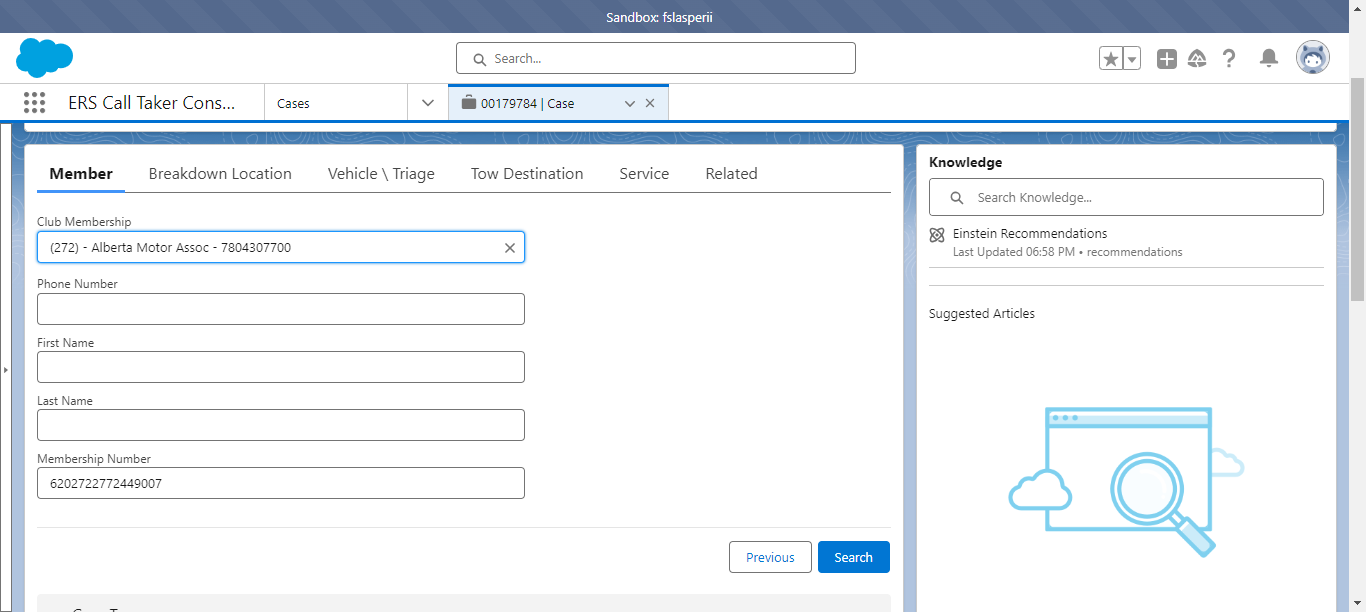 Sandbox: fslasperii
Search...
ERS Call Taker Cons...
Cases
00179784 | Case
Member
Breakdown Location
Vehicle \ Triage
Tow Destination
Service
Related
Club Membership
(272) - Alberta Motor Assoc - 7804307700
Phone Number
First Name
Last Name
Membership Number
6202722772449007
Previous
Search
Knowledge
Search Knowledge...
Einstein Recommendations
Last Updated 06:58 PM • recommendations
Suggested Articles